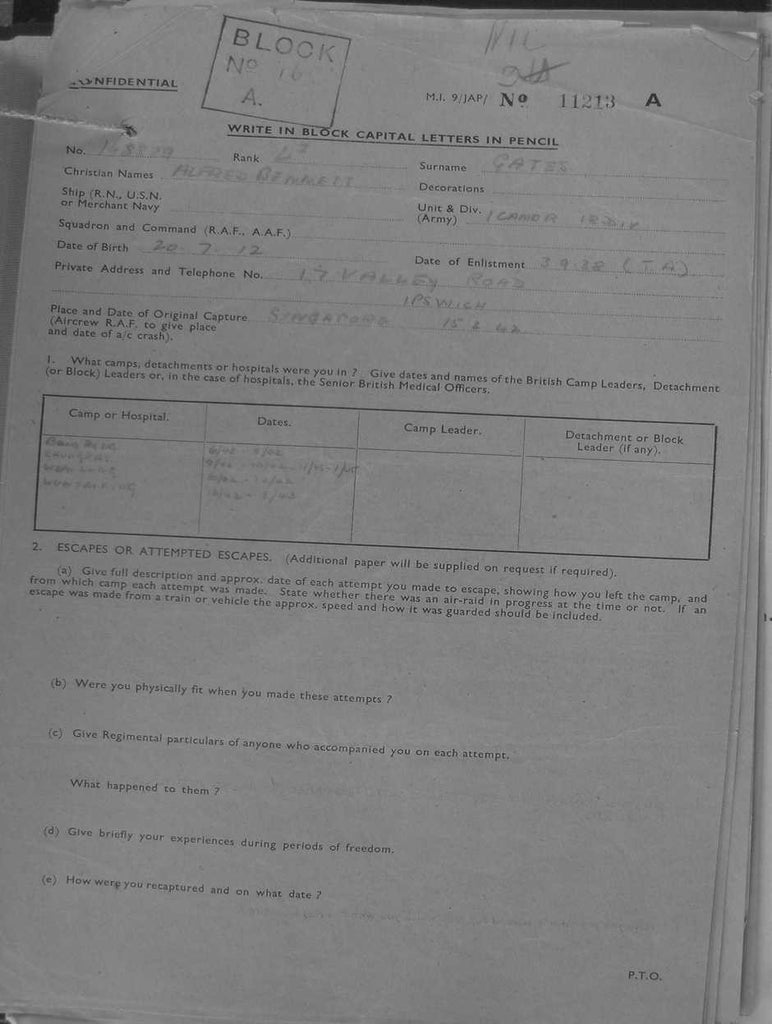 BLOCK
No 16
A.
NIL
CONFIDENTIAL
M.I. 9/JAP/ No 11213 A
WRITE IN BLOCK CAPITAL LETTERS IN PENCIL
No. 148829 Rank Lt Surname GATES
Christian Names ALFRED BENNETT Decorations
Ship (R.N., U.S.N. or Merchant Navy Unit & Div. (Army) 18 DIV
Squadron and Command (R.A.F., A.A.F.)
Date of Birth 20 7 12 Date of Enlistment 3.9.38 (T.A)
Private Address and Telephone No. 17 VALLEY ROAD
IPSWICH
Place and Date of Original Capture SINGAPORE 15 2 42
(Aircrew R.A.F. to give place
and date of a/c crash).
1. What camps, detachments or hospitals were you in ? Give dates and names of the British Camp Leaders, Detachment
(or Block) Leaders or, in the case of hospitals, the Senior British Medical Officers.
Camp or Hospital. Dates. Camp Leader. Detachment or Block
Leader (if any).
2. ESCAPES OR ATTEMPTED ESCAPES. (Additional paper will be supplied on request if required).
(a) Give full description and approx. date of each attempt you made to escape, showing how you left the camp, and
from which camp each attempt was made. State whether there was an air-raid in progress at the time or not. If an
escape was made from a train or vehicle the approx. speed and how it was guarded should be included.
(b) Were you physically fit when you made these attempts ?
(c) Give Regimental particulars of anyone who accompanied you on each attempt.
What happened to them ?
(d) Give briefly your experiences during periods of freedom.
(e) How were you recaptured and on what date ?
P.T.O.